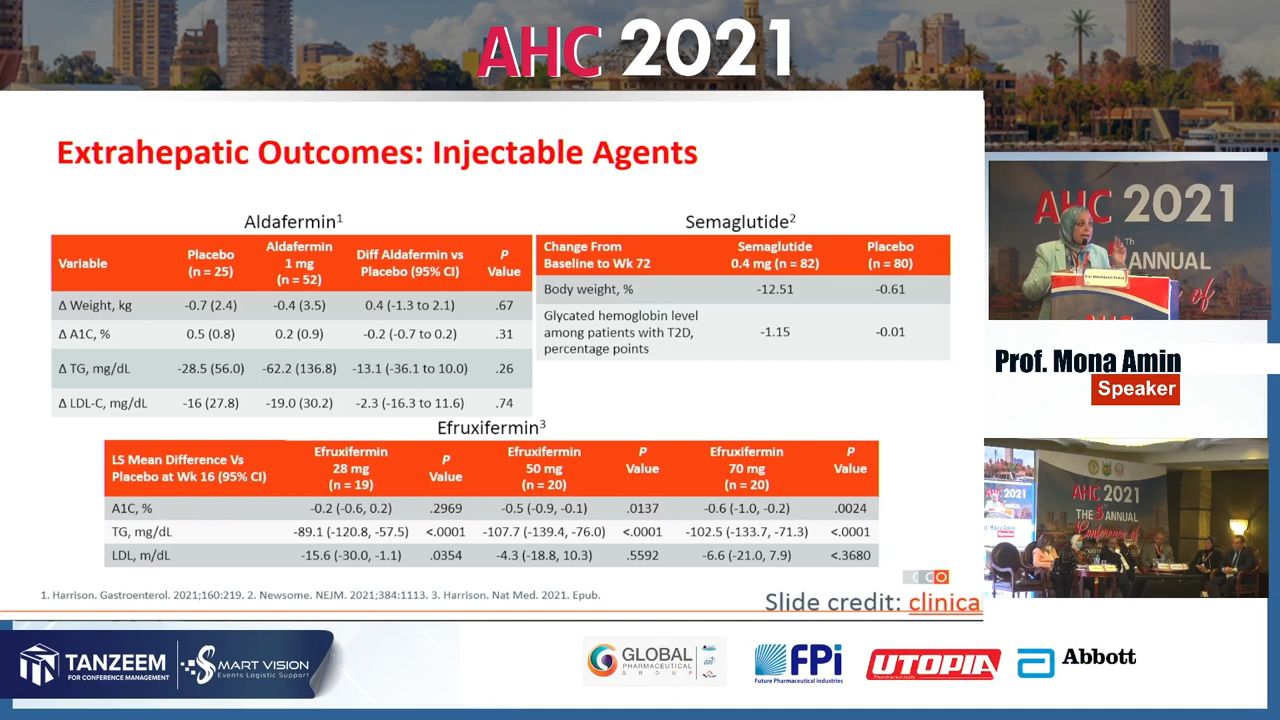 AHC 2021
Extrahepatic Outcomes: Injectable Agents
Aldafermin1
Variable
Placebo
(n = 25)
Aldafermin
1 mg
(n = 52)
Diff Aldafermin vs
Placebo (95% CI)
P
Value
Δ Weight, kg -0.7 (2.4) -0.4 (3.5) 0.4 (-1.3 to 2.1) .67
Δ A1C, % 0.5 (0.8) 0.2 (0.9) -0.2 (-0.7 to 0.2) .31
Δ TG, mg/dL -28.5 (56.0) -62.2 (136.8) -13.1 (-36.1 to 10.0) .26
Δ LDL-C, mg/dL -16 (27.8) -19.0 (30.2) -2.3 (-16.3 to 11.6) .74
Semaglutide2
Change From
Baseline to Wk 72
Semaglutide
0.4 mg (n = 82)
Placebo
(n = 80)
Body weight, % -12.51 -0.61
Glycated hemoglobin level
among patients with T2D,
percentage points
-1.15 -0.01
Efruxifermin3
LS Mean Difference Vs
Placebo at Wk 16 (95% CI)
Efruxifermin
28 mg
(n = 19)
P
Value
Efruxifermin
50 mg
(n = 20)
P
Value
Efruxifermin
70 mg
(n = 20)
P
Value
A1C, % -0.2 (-0.6, 0.2) .2969 -0.5 (-0.9, -0.1) .0137 -0.6 (-1.0, -0.2) .0024
TG, mg/dL -89.1 (-120.8, -57.5) <.0001 -107.7 (-139.4, -76.0) <.0001 -102.5 (-133.7, -71.3) <.0001
LDL, m/dL -15.6 (-30.0, -1.1) .0354 -4.3 (-18.8, 10.3) .5592 -6.6 (-21.0, 7.9) <.3680
CCO
1. Harrison. Gastroenterol. 2021;160:219. 2. Newsome. NEJM. 2021;384:1113. 3. Harrison. Nat Med. 2021. Epub.
Slide credit: clinica
AHC 2021
Th
ANNUAL
of
AHC
Prof. Mona Amin
Speaker
AHC 2021
THE 5 ANNUAL
Conference of
AHC 2021
Mona Amin
TANZEEM
FOR CONFERENCE MANAGEMENT
SMART VISION
Events Logistic Support
GLOBAL
PHARMACEUTICAL
GROUP
FPi
Future Pharmaceutical industries
UTOPIA
Pharmaceuticals
Abbott